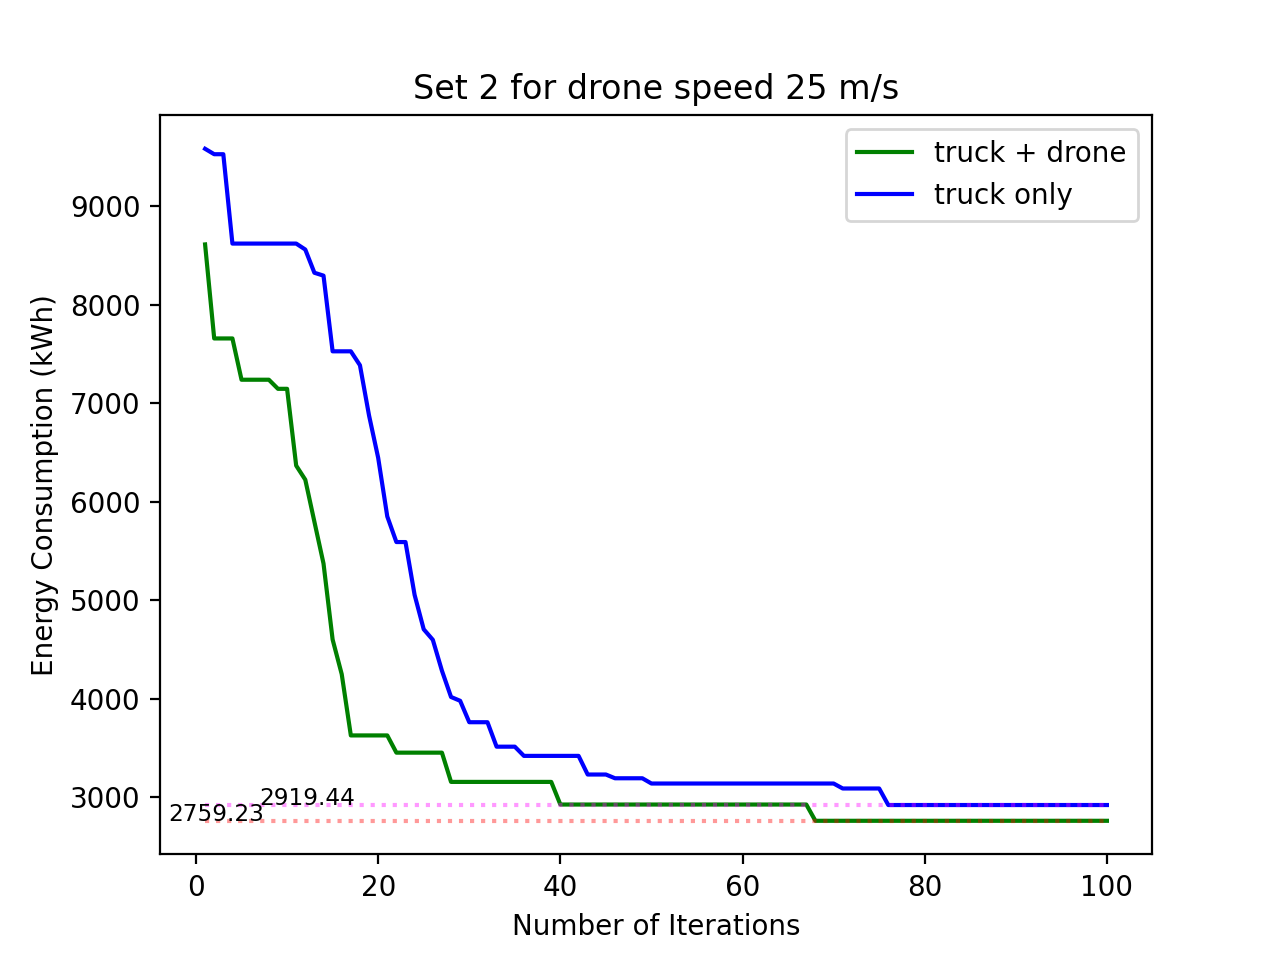 Set 2 for drone speed 25 m/s
truck + drone
truck only
Energy Consumption (kWh)
9000
8000
7000
6000
5000
4000
3000
2919.44
2759.23
0 20 40 60 80 100
Number of Iterations